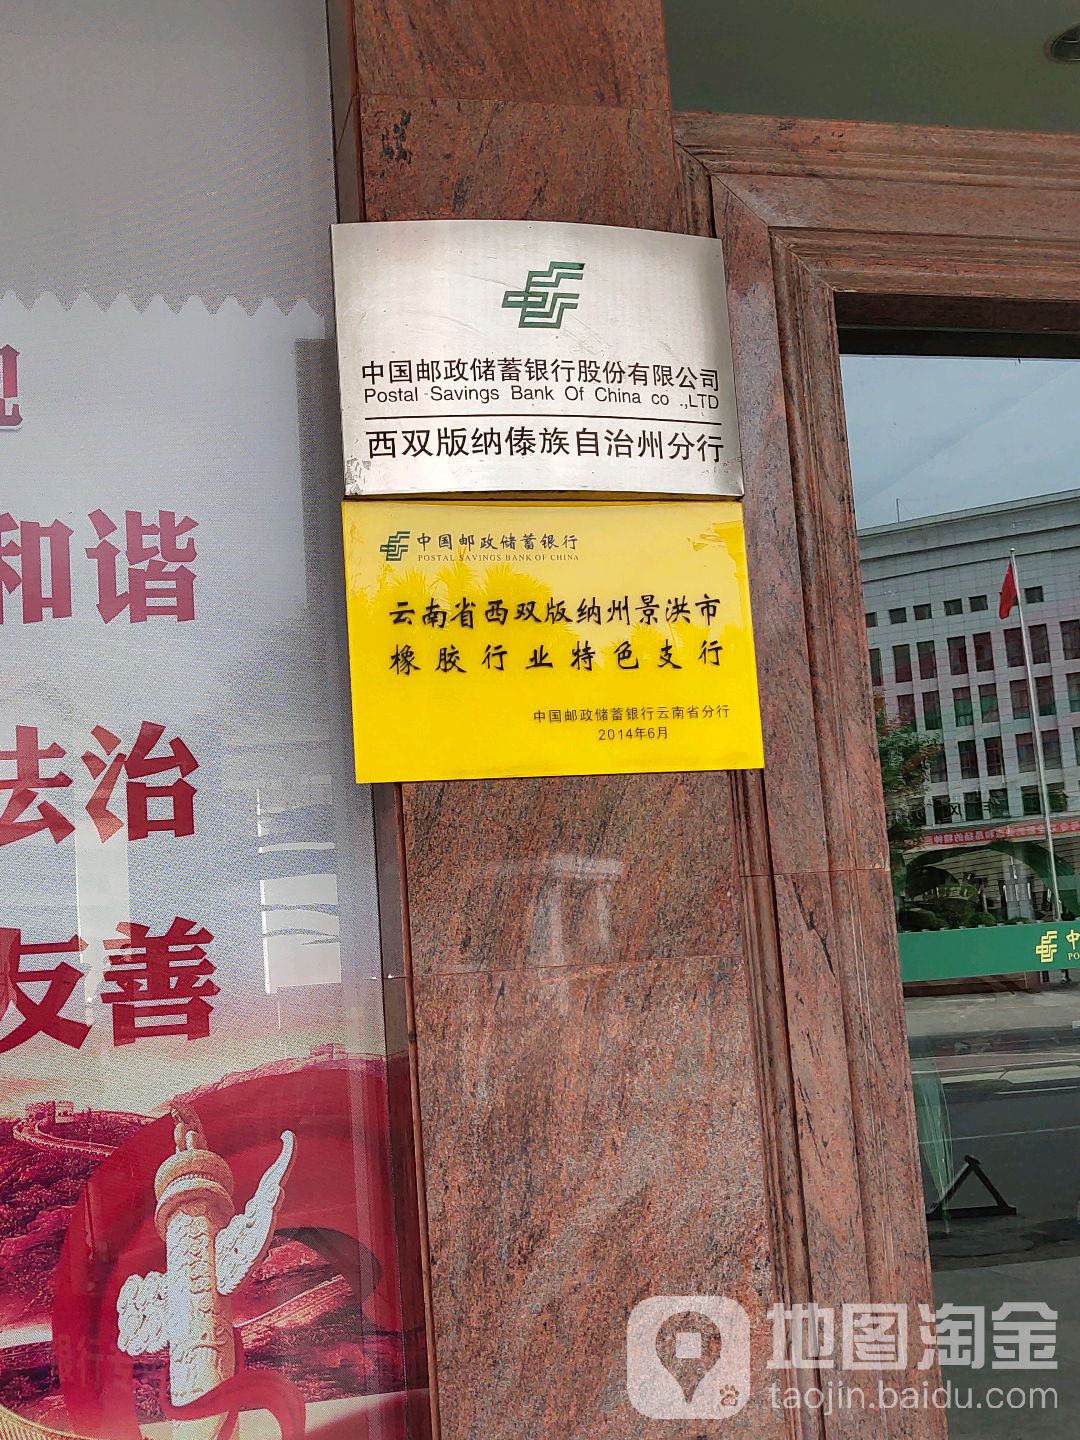 中国邮政储蓄银行股份有限公司
Postal Savings Bank Of China co .,LTD
西双版纳傣族自治州分行
中国邮政储蓄银行
POSTAL SAVINGS BANK OF CHINA
云南省西双版纳州景洪市
橡胶行业特色支行
中国邮政储蓄银行云南省分行
2014年6月
观
和谐
法治
友善
中
PO
地图淘金
taojin.baidu.com